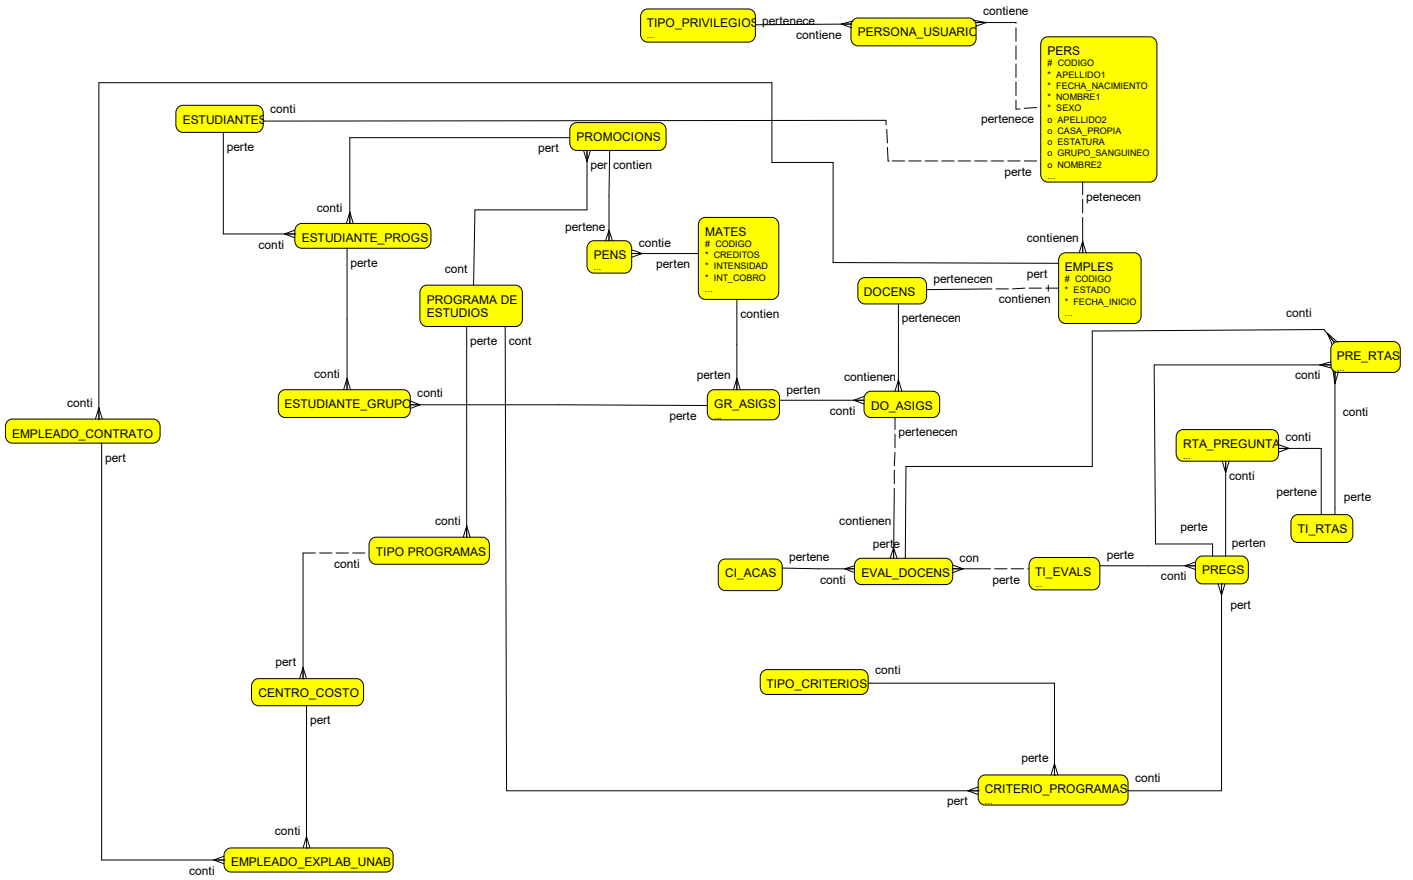 contiene
TIPO_PRIVILEGIOS
...
pertenece
contiene
PERSONA_USUARIO
PERS
# CODIGO
* APELLIDO1
* FECHA_NACIMIENTO
* NOMBRE1
* SEXO
o APELLIDO2
o CASA_PROPIA
o ESTATURA
o GRUPO_SANGUINEO
o NOMBRE2
...
pertenece
perte
ESTUDIANTES
conti
perte
PROMOCIONS
pert
per
contien
petenecen
contienen
conti
conti
ESTUDIANTE_PROGS
perte
pertene
PENS
...
contie
perten
MATES
# CODIGO
* CREDITOS
* INTENSIDAD
* INT_COBRO
...
contien
EMPLES
# CODIGO
* ESTADO
* FECHA_INICIO
...
pert
pertenecen
contienen
DOCENS
pertenecen
cont
PROGRAMA DE
ESTUDIOS
perte
cont
conti
PRE_RTAS
...
conti
conti
conti
ESTUDIANTE_GRUPO
conti
perten
perte
GR_ASIGS
...
perten
conti
contienen
DO_ASIGS
pertenecen
conti
EMPLEADO_CONTRATO
pert
RTA_PREGUNTA
...
conti
conti
pertene
perte
TI_RTAS
perte
perten
conti
TIPO PROGRAMAS
conti
contienen
perte
CI_ACAS
pertene
conti
EVAL_DOCENS
con
perte
TI_EVALS
...
perte
conti
PREGS
pert
pert
CENTRO_COSTO
pert
TIPO_CRITERIOS
conti
perte
CRITERIO_PROGRAMAS
...
conti
pert
conti
conti
EMPLEADO_EXPLAB_UNAB